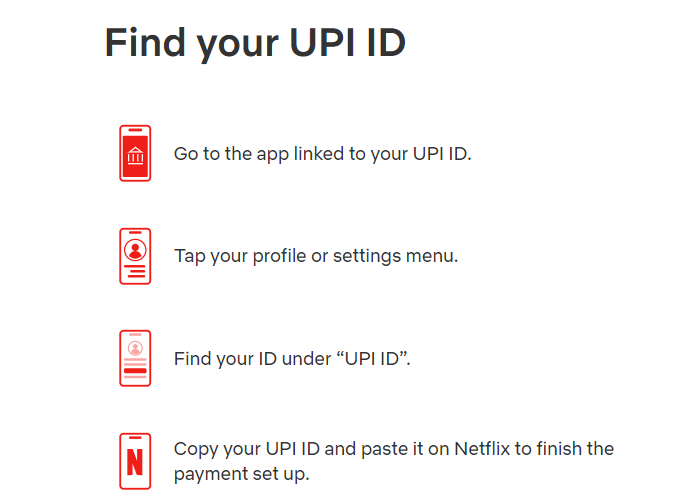 Find your UPI ID
Go to the app linked to your UPI ID.
Tap your profile or settings menu.
Find your ID under “UPI ID”.
N
Copy your UPI ID and paste it on Netflix to finish the
payment set up.